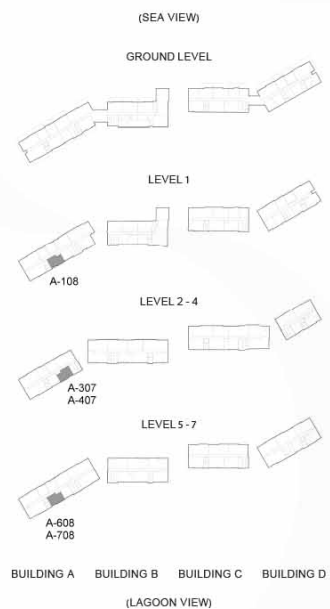 (SEA VIEW)
GROUND LEVEL
LEVEL 1
A-108
LEVEL 2 - 4
A-307
A-407
LEVEL 5 - 7
A-608
A-708
BUILDING A BUILDING B BUILDING C BUILDING D
(LAGOON VIEW)